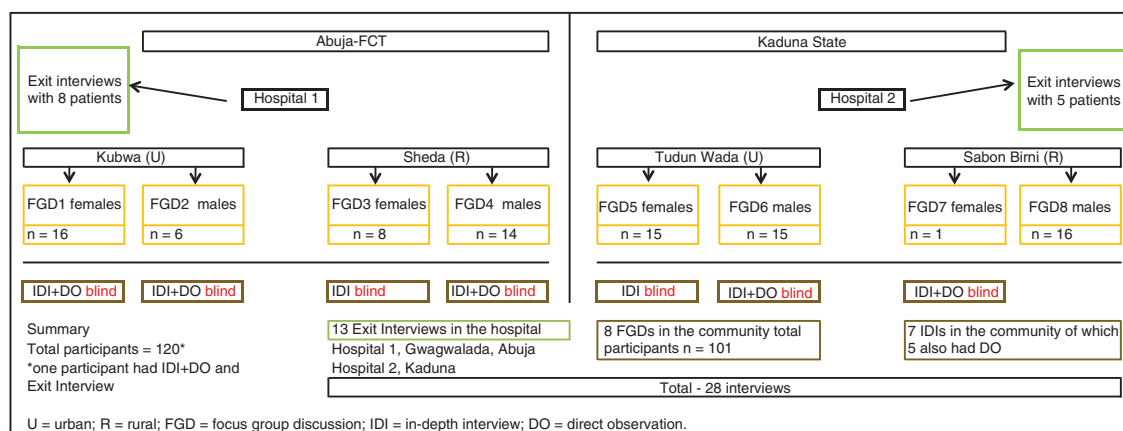 Abuja-FCT
Kaduna State
Exit interviews
with 8 patients
Hospital 1
Hospital 2
Exit interviews
with 5 patients
Kubwa (U)
Sheda (R)
Tudun Wada (U)
Sabon Birni (R)
FGD1 females
FGD2 males
FGD3 females
FGD4 males
FGD5 females
FGD6 males
FGD7 females
FGD8 males
n = 16
n = 6
n = 8
n = 14
n = 15
n = 15
n = 1
n = 16
IDI+DO blind
IDI+DO blind
IDI blind
IDI+DO blind
IDI blind
IDI+DO blind
IDI+DO blind
Summary
Total participants = 120*
*one participant had IDI+DO and
Exit Interview
13 Exit Interviews in the hospital
Hospital 1, Gwagwalada, Abuja
Hospital 2, Kaduna
8 FGDs in the community total
participants n = 101
7 IDIs in the community of which
5 also had DO
Total - 28 interviews
U = urban; R = rural; FGD = focus group discussion; IDI = in-depth interview; DO = direct observation.